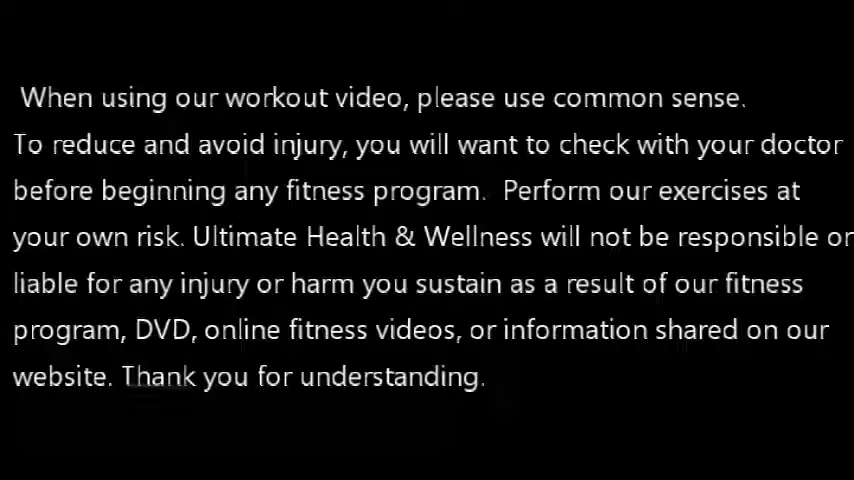 When using our workout video, please use common sense.
To reduce and avoid injury, you will want to check with your doctor
before beginning any fitness program.  Perform our exercises at
your own risk. Ultimate Health & Wellness will not be responsible or
liable for any injury or harm you sustain as a result of our fitness
program, DVD, online fitness videos, or information shared on our
website. Thank you for understanding.